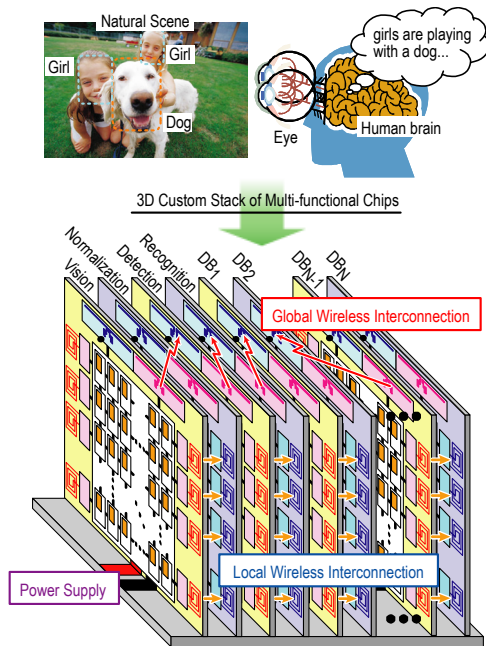 Natural Scene
Girl
Girl
Dog
girls are playing
with a dog...
Eye
Human brain
3D Custom Stack of Multi-functional Chips
Vision
Normalization
Detection
Recognition
DB1
DB2
DBN-1
DBN
Global Wireless Interconnection
Local Wireless Interconnection
Power Supply